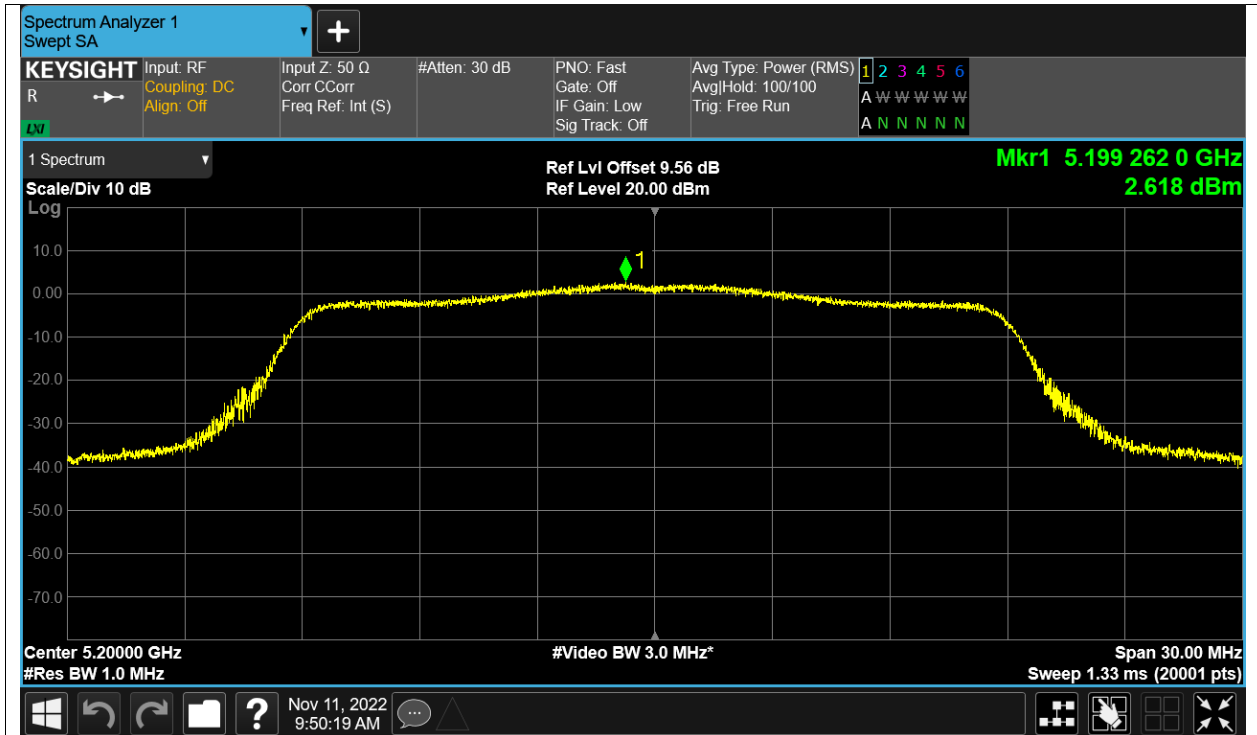 Spectrum Analyzer 1
Swept SA
+
KEYSIGHT
R
LXI
Input: RF
Coupling: DC
Align: Off
Input Z: 50 Ω
Corr CCorr
Freq Ref: Int (S)
#Atten: 30 dB
PNO: Fast
Gate: Off
IF Gain: Low
Sig Track: Off
Avg Type: Power (RMS)
Avg|Hold: 100/100
Trig: Free Run
1 2 3 4 5 6
A W W W W W
A N N N N N
1 Spectrum
Scale/Div 10 dB
Log
Ref Lvl Offset 9.56 dB
Ref Level 20.00 dBm
Mkr1 5.199 262 0 GHz
2.618 dBm
1
10.0
0.00
-10.0
-20.0
-30.0
-40.0
-50.0
-60.0
-70.0
Center 5.20000 GHz
#Res BW 1.0 MHz
#Video BW 3.0 MHz*
Span 30.00 MHz
Sweep 1.33 ms (20001 pts)
?
Nov 11, 2022
9:50:19 AM